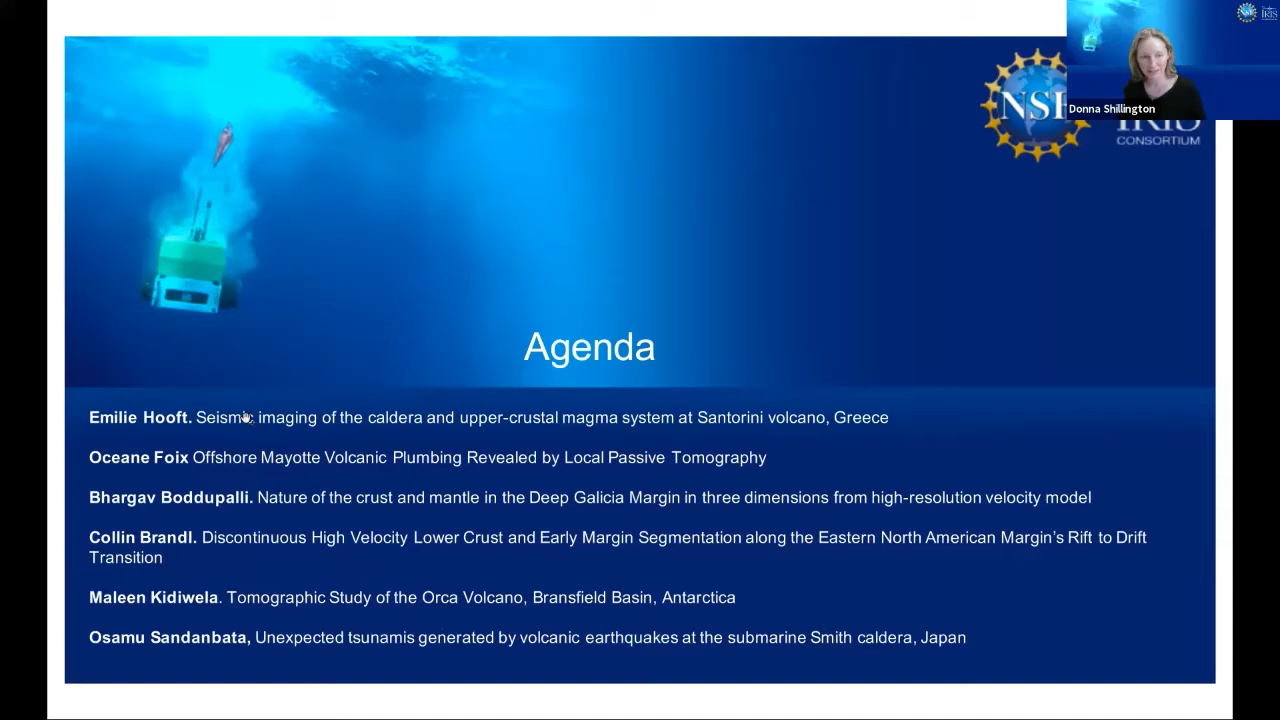 Donna Shillington
CONSORTIUM
Agenda
Emilie Hooft. Seismic imaging of the caldera and upper-crustal magma system at Santorini volcano, Greece
Oceane Foix Offshore Mayotte Volcanic Plumbing Revealed by Local Passive Tomography
Bhargav Boddupalli. Nature of the crust and mantle in the Deep Galicia Margin in three dimensions from high-resolution velocity model
Collin Brandl. Discontinuous High Velocity Lower Crust and Early Margin Segmentation along the Eastern North American Margin's Rift to Drift
Transition
Maleen Kidiwela. Tomographic Study of the Orca Volcano, Bransfield Basin, Antarctica
Osamu Sandanbata, Unexpected tsunamis generated by volcanic earthquakes at the submarine Smith caldera, Japan